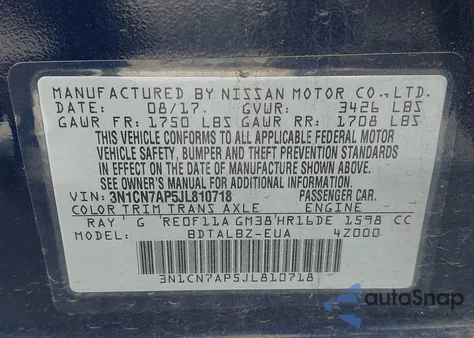 MANUFACTURED BY NISSAN MOTOR CO., LTD.
DATE: 08/17. GVWR: 3426 LBS
GAWR FR: 1750 LBS GAWR RR: 1708 LBS
THIS VEHICLE CONFORMS TO ALL APPLICABLE FEDERAL MOTOR
VEHICLE SAFETY, BUMPER AND THEFT PREVENTION STANDARDS
IN EFFECT ON THE DATE OF MANUFACTURE SHOWN ABOVE.
SEE OWNER'S MANUAL FOR FURTHER INFORMATION.
VIN: 3N1CN7AP5JL810718 PASSENGER CAR.
COLOR TRIM TRANS AXLE ENGINE
RAY' G 'RE0F11A GM38'HR16DE 1598 CC
MODEL: BDTALBZ-EUA 4Z000
3N1CN7AP5JL810718
autoSnap